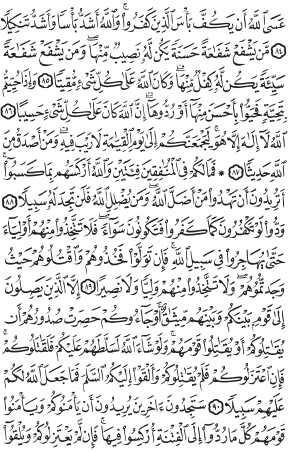 عَسَى ٱللَّهُ أَن يَكُفَّ بَأْسَ ٱلَّذِينَ كَفَرُوا۟ ۚ وَٱللَّهُ أَشَدُّ بَأْسًا وَأَشَدُّ تَنكِيلًا
﴿٨٤﴾ مَّن يَشْفَعْ شَفَٰعَةً حَسَنَةً يَكُن لَّهُۥ نَصِيبٌ مِّنْهَا ۖ وَمَن يَشْفَعْ شَفَٰعَةً
سَيِّئَةً يَكُن لَّهُۥ كِفْلٌ مِّنْهَا ۗ وَكَانَ ٱللَّهُ عَلَىٰ كُلِّ شَىْءٍ مُّقِيتًا ﴿٨٥﴾ وَإِذَا حُيِّيتُم
بِتَحِيَّةٍ فَحَيُّوا۟ بِأَحْسَنَ مِنْهَآ أَوْ رُدُّوهَآ ۗ إِنَّ ٱللَّهَ كَانَ عَلَىٰ كُلِّ شَىْءٍ حَسِيبًا ﴿٨٦﴾
ٱللَّهُ لَآ إِلَٰهَ إِلَّا هُوَ ۚ لَيَجْمَعَنَّكُمْ إِلَىٰ يَوْمِ ٱلْقِيَٰمَةِ لَا رَيْبَ فِيهِ ۗ وَمَنْ أَصْدَقُ مِنَ
ٱللَّهِ حَدِيثًا ﴿٨٧﴾ ۞ فَمَا لَكُمْ فِى ٱلْمُنَٰفِقِينَ فِئَتَيْنِ وَٱللَّهُ أَرْكَسَهُم بِمَا كَسَبُوٓا۟ ۚ
أَتُرِيدُونَ أَن تَهْدُوا۟ مَنْ أَضَلَّ ٱللَّهُ ۖ وَمَن يُضْلِلِ ٱللَّهُ فَلَن تَجِدَ لَهُۥ سَبِيلًا ﴿٨٨﴾
وَدُّوا۟ لَوْ تَكْفُرُونَ كَمَا كَفَرُوا۟ فَتَكُونُونَ سَوَآءً ۖ فَلَا تَتَّخِذُوا۟ مِنْهُمْ أَوْلِيَآءَ
حَتَّىٰ يُهَاجِرُوا۟ فِى سَبِيلِ ٱللَّهِ ۚ فَإِن تَوَلَّوْا۟ فَخُذُوهُمْ وَٱقْتُلُوهُمْ حَيْثُ
وَجَدتُّمُوهُمْ ۖ وَلَا تَتَّخِذُوا۟ مِنْهُمْ وَلِيًّا وَلَا نَصِيرًا ﴿٨٩﴾ إِلَّا ٱلَّذِينَ يَصِلُونَ
إِلَىٰ قَوْمٍۭ بَيْنَكُمْ وَبَيْنَهُم مِّيثَٰقٌ أَوْ جَآءُوكُمْ حَصِرَتْ صُدُورُهُمْ أَن
يُقَٰتِلُوكُمْ أَوْ يُقَٰتِلُوا۟ قَوْمَهُمْ ۚ وَلَوْ شَآءَ ٱللَّهُ لَسَلَّطَهُمْ عَلَيْكُمْ فَلَقَٰتَلُوكُمْ ۚ
فَإِنِ ٱعْتَزَلُوكُمْ فَلَمْ يُقَٰتِلُوكُمْ وَأَلْقَوْا۟ إِلَيْكُمُ ٱلسَّلَمَ فَمَا جَعَلَ ٱللَّهُ لَكُمْ
عَلَيْهِمْ سَبِيلًا ﴿٩٠﴾ سَتَجِدُونَ ءَاخَرِينَ يُرِيدُونَ أَن يَأْمَنُوكُمْ وَيَأْمَنُوا۟
قَوْمَهُمْ كُلَّ مَا رُدُّوٓا۟ إِلَى ٱلْفِتْنَةِ أُرْكِسُوا۟ فِيهَا ۚ فَإِن لَّمْ يَعْتَزِلُوكُمْ وَيُلْقُوٓا۟